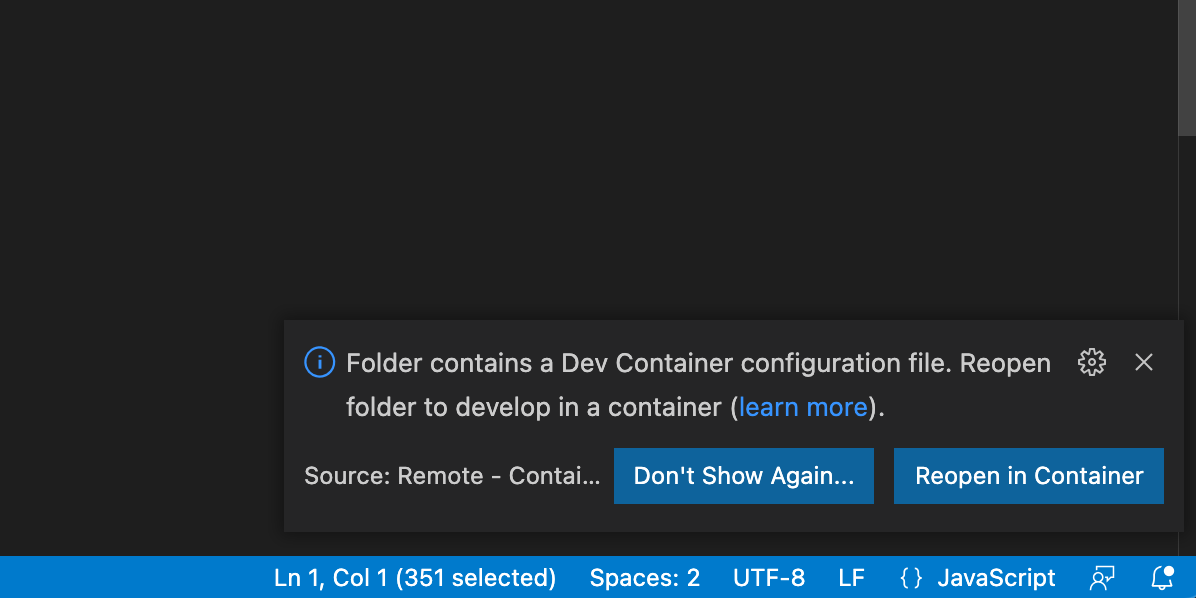 Folder contains a Dev Container configuration file. Reopen
folder to develop in a container (learn more).
Source: Remote - Contai... Don't Show Again... Reopen in Container
Ln 1, Col 1 (351 selected) Spaces: 2 UTF-8 LF {} JavaScript